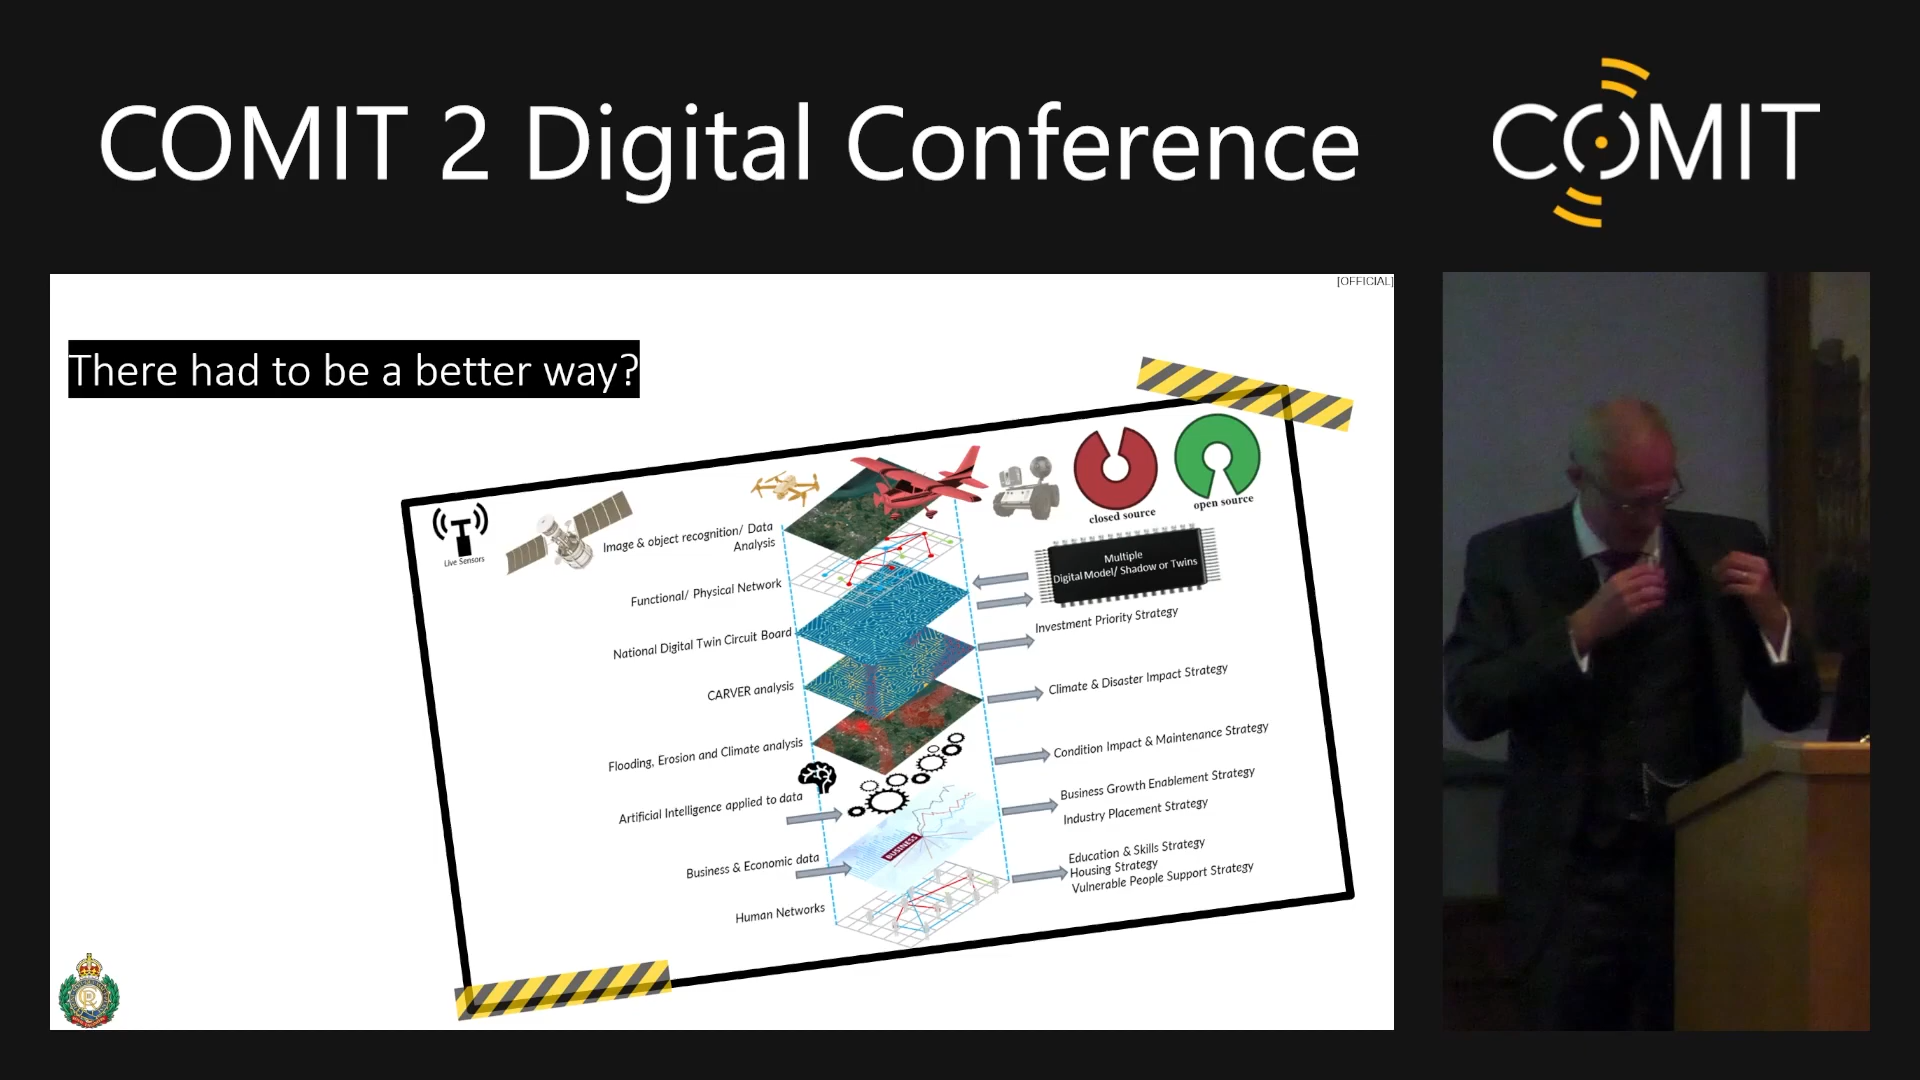 COMIT 2 Digital Conference
COMIT
[OFFICIAL]
There had to be a better way?
Live Sensors
closed source
open source
Image & object recognition/ Data
Analysis
Functional/ Physical Network
National Digital Twin Circuit Board
CARVER analysis
Flooding, Erosion and Climate analysis
Artificial Intelligence applied to data
Business & Economic data
Human Networks
BUSINESS
Multiple
Digital Model/ Shadow or Twins
Investment Priority Strategy
Climate & Disaster Impact Strategy
Condition Impact & Maintenance Strategy
Business Growth Enablement Strategy
Industry Placement Strategy
Education & Skills Strategy
Housing Strategy
Vulnerable People Support Strategy